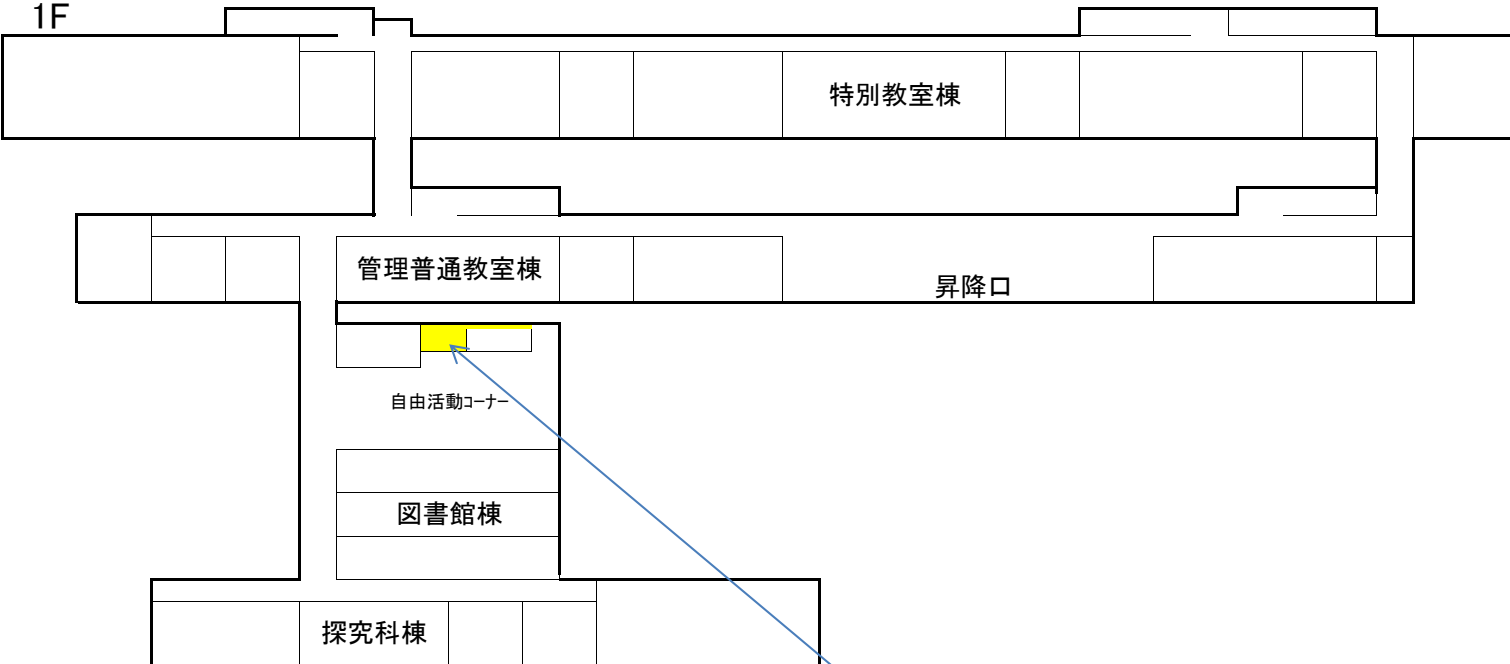 1F
特別教室棟
管理普通教室棟
昇降口
自由活動ｺｰﾅｰ
図書館棟
探究科棟